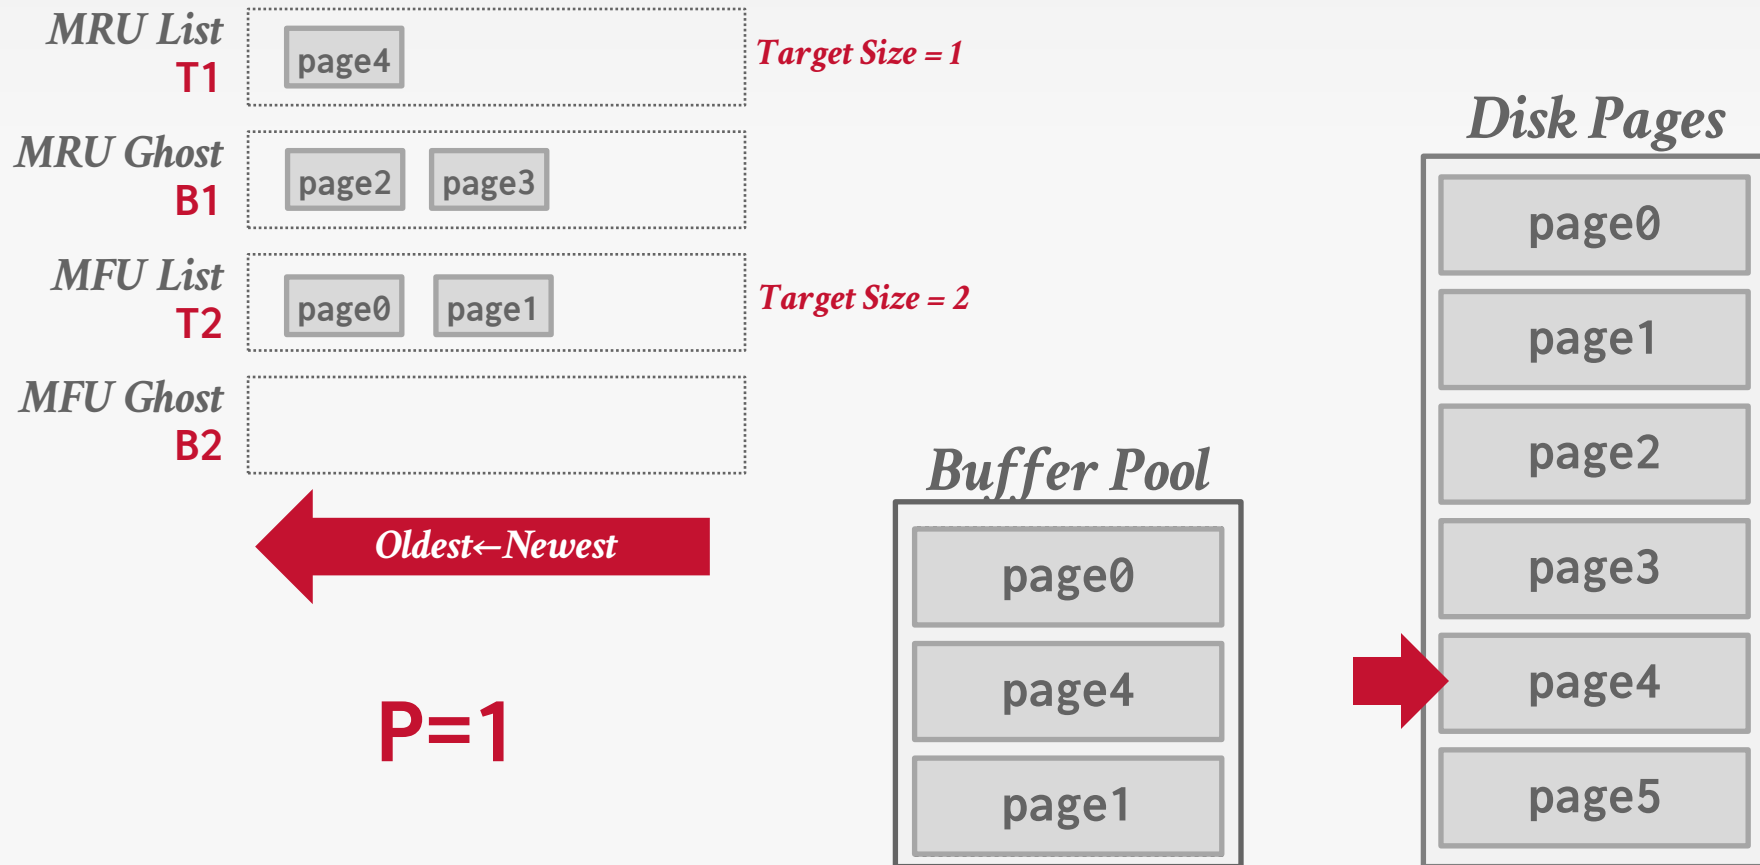 MRU List
T1
page4
Target Size = 1
MRU Ghost
B1
page2 page3
MFU List
T2
page0 page1
Target Size = 2
MFU Ghost
B2
Oldest←Newest
P=1
Buffer Pool
page0
page4
page1
Disk Pages
page0
page1
page2
page3
page4
page5